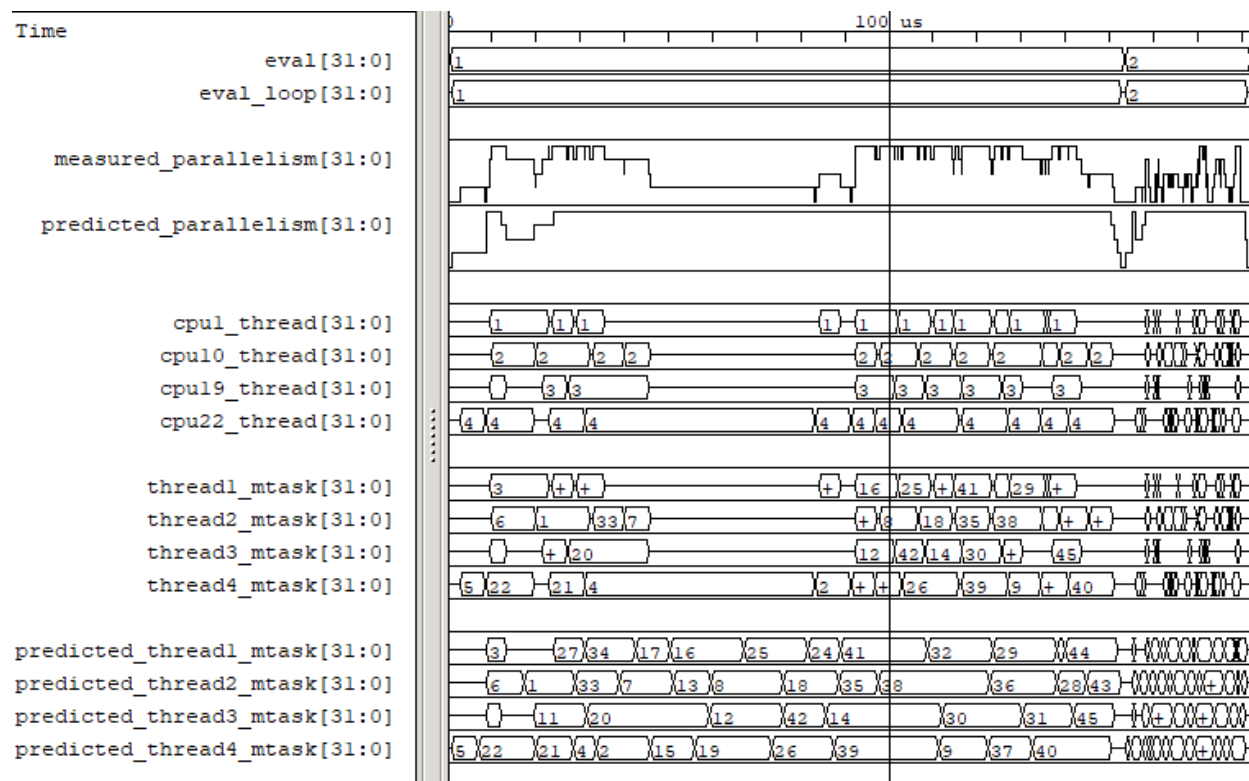 Time
0 100 us
eval[31:0] 1 2
eval_loop[31:0] 1 2
measured_parallelism[31:0]
predicted_parallelism[31:0]
cpu1_thread[31:0] 1 1 1 1 1 1 1 1 1 1
cpu10_thread[31:0] 2 2 2 2 2 2 2 2 2 2 2
cpu19_thread[31:0] 3 3 3 3 3 3 3 3
cpu22_thread[31:0] 4 4 4 4 4 4 4 4 4 4 4 4
thread1_mtask[31:0] 3 + + + 16 25 + 41 29 +
thread2_mtask[31:0] 6 1 33 7 + 8 18 35 38 + +
thread3_mtask[31:0] + 20 12 42 14 30 + 45
thread4_mtask[31:0] 5 22 21 4 2 + + 26 39 9 + 40
predicted_thread1_mtask[31:0] 3 27 34 17 16 25 24 41 32 29 44
predicted_thread2_mtask[31:0] 6 1 33 7 13 8 18 35 38 36 28 43 +
predicted_thread3_mtask[31:0] 11 20 12 42 14 30 31 45 + +
predicted_thread4_mtask[31:0] 5 22 21 4 2 15 19 26 39 9 37 40 +